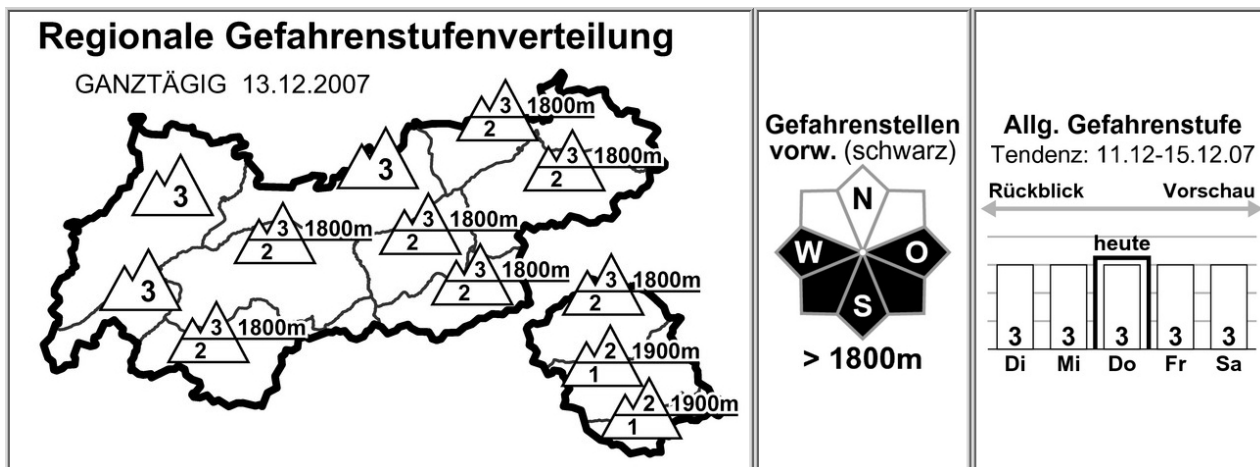 Regionale Gefahrenstufenverteilung
GANZTÄGIG 13.12.2007
3 1800m
2
3 1800m
2
3
3
3 1800m
2
3 1800m
2
3 1800m
2
3
3 1800m
2
3 1800m
2
2 1900m
1
2 1900m
1
Gefahrenstellen
vorw. (schwarz)
N
W O
S
> 1800m
Allg. Gefahrenstufe
Tendenz: 11.12-15.12.07
Rückblick Vorschau
heute
3 3 3 3 3
Di Mi Do Fr Sa